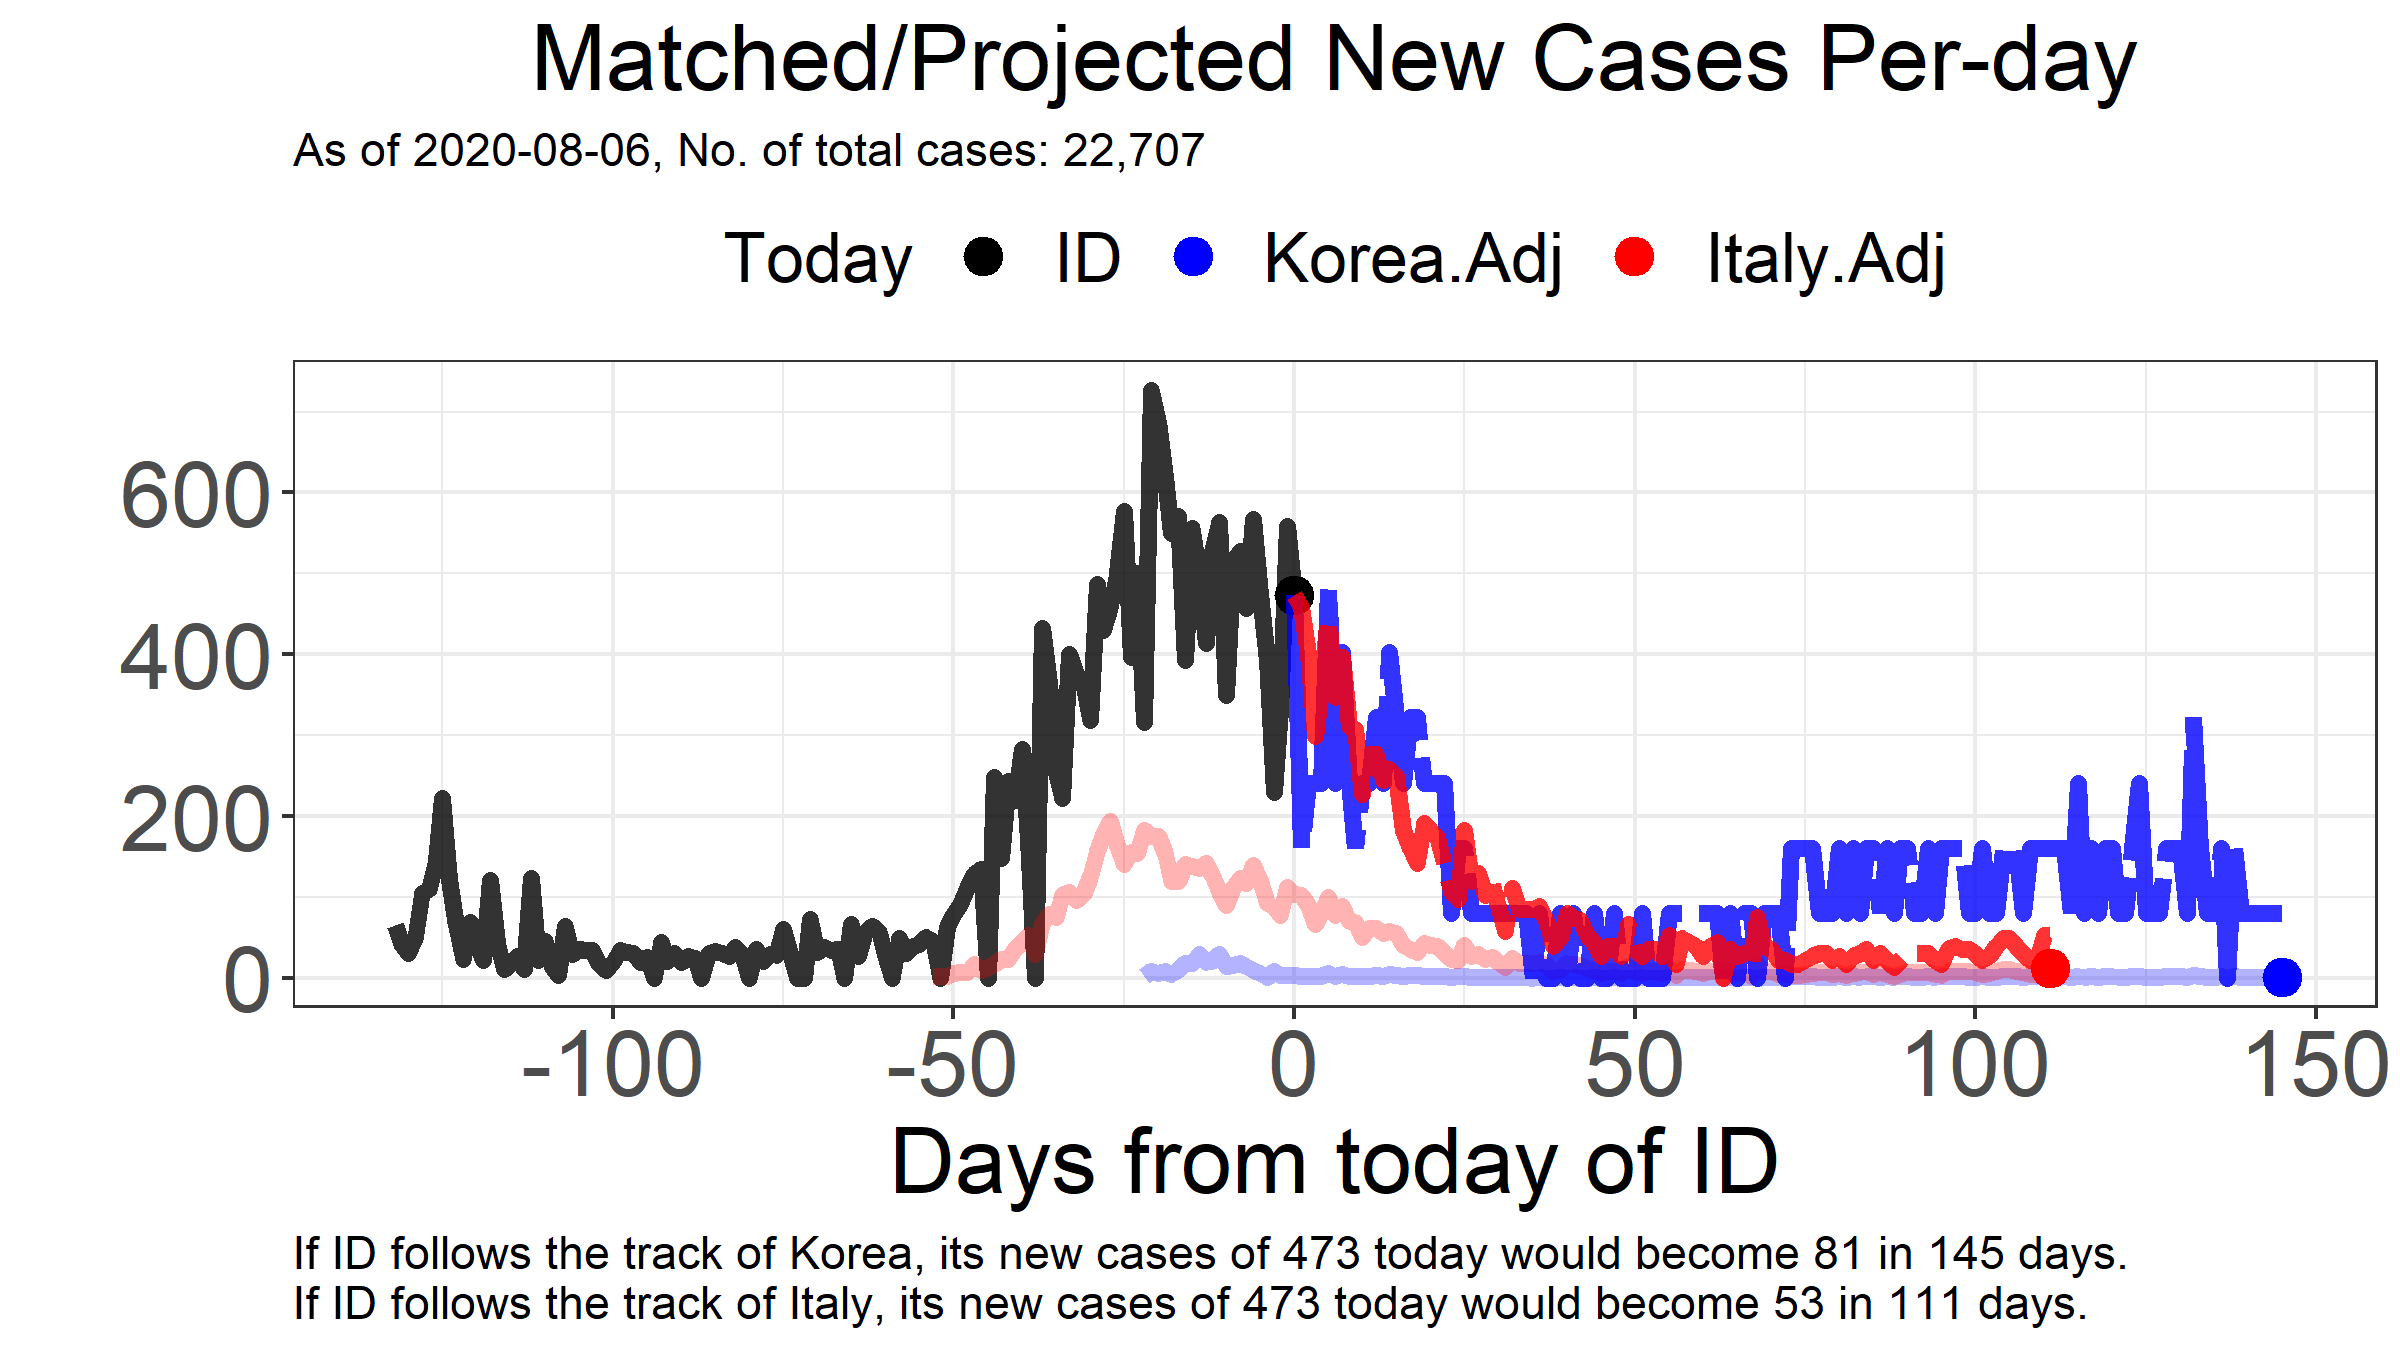 Matched/Projected New Cases Per-day
As of 2020-08-06, No. of total cases: 22,707
Today ID Korea.Adj Italy.Adj
600
400
200
0
-100 -50 0 50 100 150
Days from today of ID
If ID follows the track of Korea, its new cases of 473 today would become 81 in 145 days.
If ID follows the track of Italy, its new cases of 473 today would become 53 in 111 days.